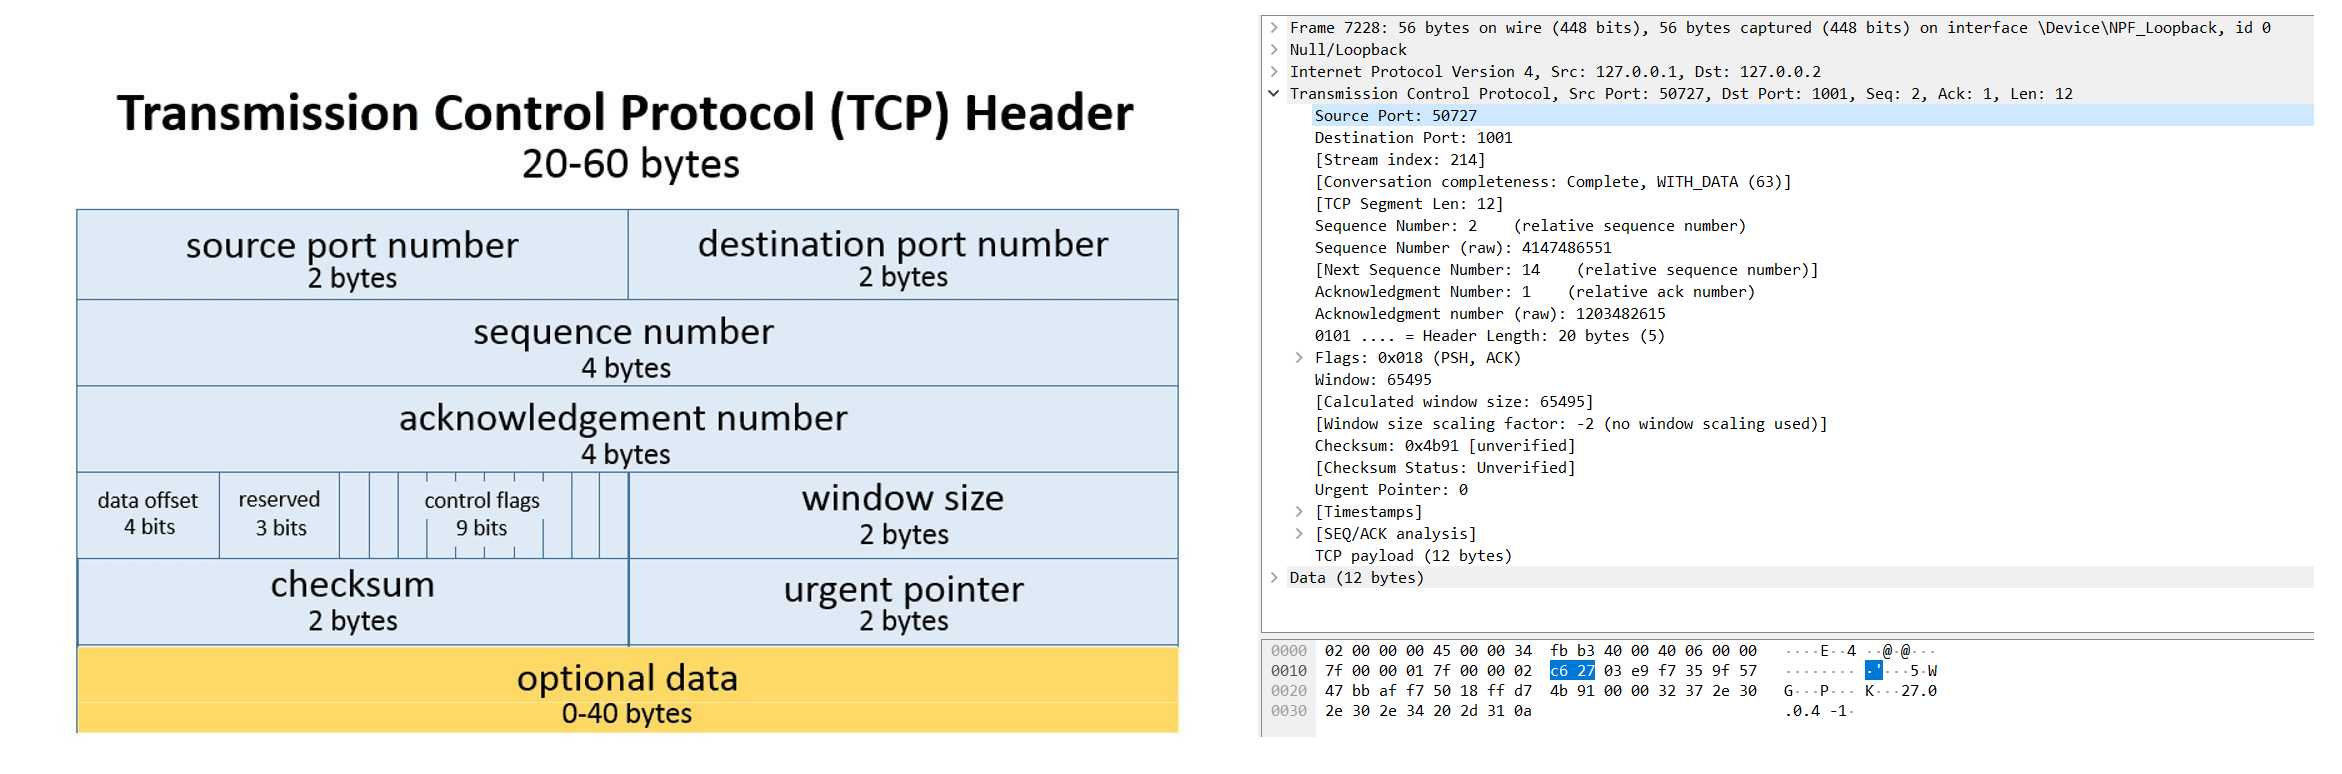 Transmission Control Protocol (TCP) Header
20-60 bytes
source port number
2 bytes
destination port number
2 bytes
sequence number
4 bytes
acknowledgement number
4 bytes
data offset
4 bits
reserved
3 bits
control flags
9 bits
window size
2 bytes
checksum
2 bytes
urgent pointer
2 bytes
optional data
0-40 bytes
Frame 7228: 56 bytes on wire (448 bits), 56 bytes captured (448 bits) on interface \Device\NPF_Loopback, id 0
Null/Loopback
Internet Protocol Version 4, Src: 127.0.0.1, Dst: 127.0.0.2
Transmission Control Protocol, Src Port: 50727, Dst Port: 1001, Seq: 2, Ack: 1, Len: 12
Source Port: 50727
Destination Port: 1001
[Stream index: 214]
[Conversation completeness: Complete, WITH_DATA (63)]
[TCP Segment Len: 12]
Sequence Number: 2    (relative sequence number)
Sequence Number (raw): 4147486551
[Next Sequence Number: 14    (relative sequence number)]
Acknowledgment Number: 1    (relative ack number)
Acknowledgment number (raw): 1203482615
0101 .... = Header Length: 20 bytes (5)
Flags: 0x018 (PSH, ACK)
Window: 65495
[Calculated window size: 65495]
[Window size scaling factor: -2 (no window scaling used)]
Checksum: 0x4b91 [unverified]
[Checksum Status: Unverified]
Urgent Pointer: 0
[Timestamps]
[SEQ/ACK analysis]
TCP payload (12 bytes)
Data (12 bytes)
0000  02 00 00 00 45 00 00 34  fb b3 40 00 40 06 00 00  ····E··4 ··@·@···
0010  7f 00 00 01 7f 00 00 02  c6 27 03 e9 f7 35 9f 57  ········ ·'···5·W
0020  47 bb af f7 50 18 ff d7  4b 91 00 00 32 37 2e 30  G···P··· K···27.0
0030  2e 30 2e 34 20 2d 31 0a  .0.4 -1·